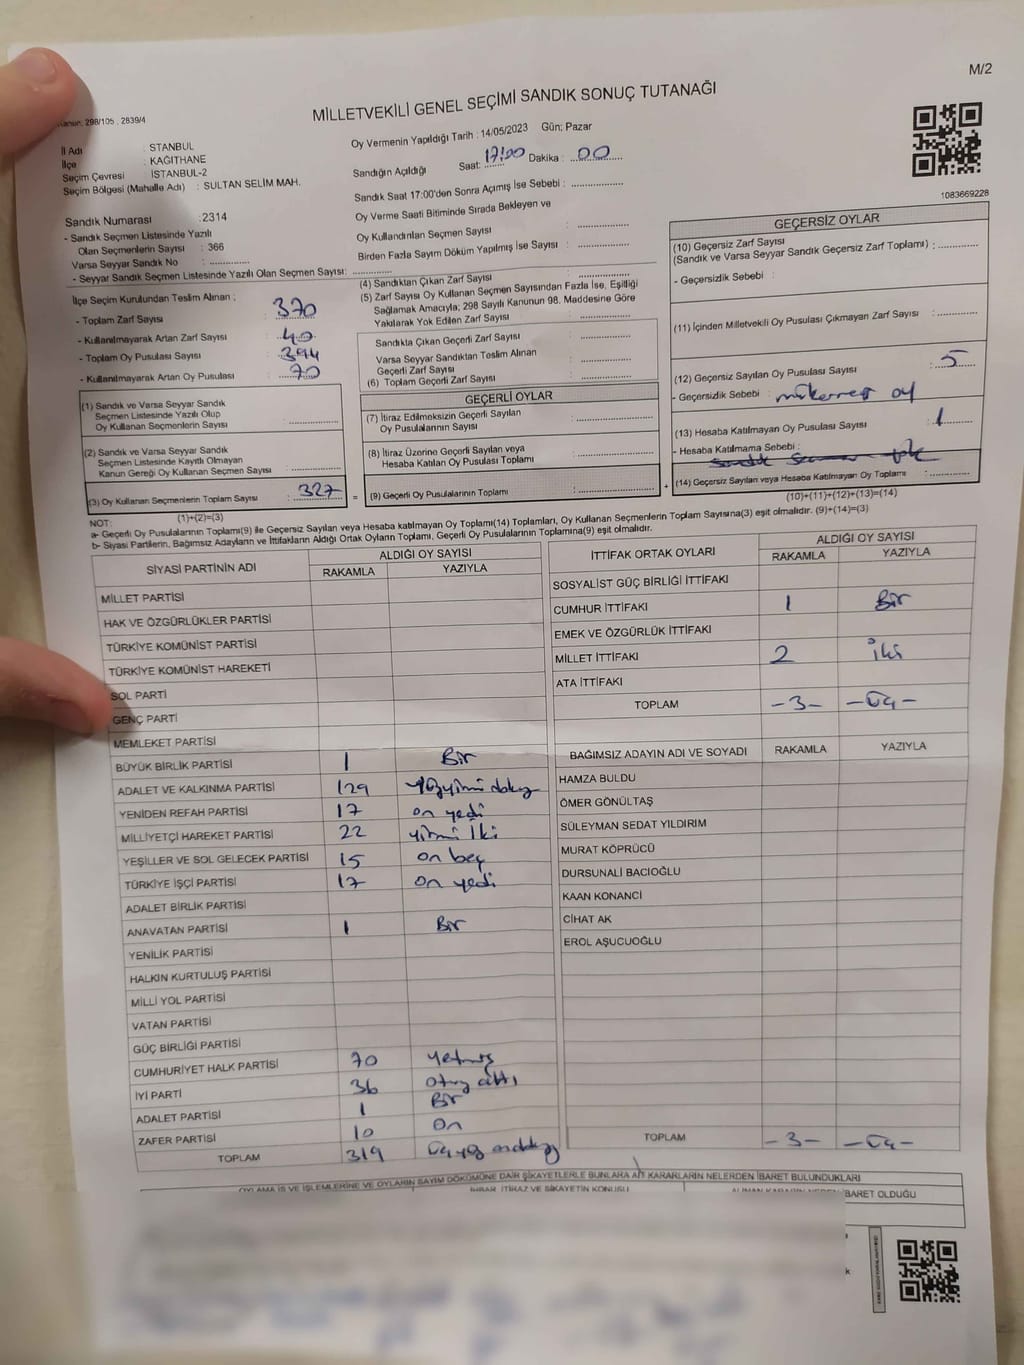 M/2
Kanun: 298/105 , 2839/4
MİLLETVEKİLİ GENEL SEÇİMİ SANDIK SONUÇ TUTANAĞI
İl Adı : STANBUL
İlçe : KAĞITHANE
Seçim Çevresi : İSTANBUL-2
Seçim Bölgesi (Mahalle Adı) : SULTAN SELİM MAH.
Sandık Numarası :2314
- Sandık Seçmen Listesinde Yazılı
Olan Seçmenlerin Sayısı : 366
Varsa Seyyar Sandık No : ................
- Seyyar Sandık Seçmen Listesinde Yazılı Olan Seçmen Sayısı: ..............
Oy Vermenin Yapıldığı Tarih : 14/05/2023 Gün; Pazar
Sandığın Açıldığı Saat: 17:00 Dakika : 00
Sandık Saat 17:00'den Sonra Açımış İse Sebebi : ................
Oy Verme Saati Bitiminde Sırada Bekleyen ve
Oy Kullandırılan Seçmen Sayısı : ................
Birden Fazla Sayım Döküm Yapılmış İse Sayısı : ................
1083669228
İlçe Seçim Kurulundan Teslim Alınan ;
- Toplam Zarf Sayısı : 370
- Kullanılmayarak Artan Zarf Sayısı : 40
- Toplam Oy Pusulası Sayısı : 394
- Kullanılmayarak Artan Oy Pusulası : 70
(1) Sandık ve Varsa Seyyar Sandık
Seçmen Listesinde Yazılı Olup
Oy Kullanan Seçmenlerin Sayısı : ................
(2) Sandık ve Varsa Seyyar Sandık
Seçmen Listesinde Kayıtlı Olmayan
Kanun Gereği Oy Kullanan Seçmen Sayısı : ................
(3) Oy Kullanan Seçmenlerin Toplam Sayısı : 327 =
(1)+(2)=(3)
(4) Sandıktan Çıkan Zarf Sayısı : ................
(5) Zarf Sayısı Oy Kullanan Seçmen Sayısından Fazla İse, Eşitliği
Sağlamak Amacıyla; 298 Sayılı Kanunun 98. Maddesine Göre
Yakılarak Yok Edilen Zarf Sayısı : ................
Sandıkta Çıkan Geçerli Zarf Sayısı : ................
Varsa Seyyar Sandıktan Teslim Alınan
Geçerli Zarf Sayısı : ................
(6) Toplam Geçerli Zarf Sayısı : ................
GEÇERLİ OYLAR
(7) İtiraz Edilmeksizin Geçerli Sayılan
Oy Pusulalarının Sayısı : ................
(8) İtiraz Üzerine Geçerli Sayılan veya
Hesaba Katılan Oy Pusulası Toplamı : ................
(9) Geçerli Oy Pusulalarının Toplamı : ................ +
GEÇERSİZ OYLAR
(10) Geçersiz Zarf Sayısı
(Sandık ve Varsa Seyyar Sandık Geçersiz Zarf Toplamı) : ............
- Geçersizlik Sebebi :
(11) İçinden Milletvekili Oy Pusulası Çıkmayan Zarf Sayısı : ............
(12) Geçersiz Sayılan Oy Pusulası Sayısı : 5
- Geçersizlik Sebebi : mükerrer oy
(13) Hesaba Katılmayan Oy Pusulası Sayısı : 1
- Hesaba Katılmama Sebebi :
(14) Geçersiz Sayılan veya Hesaba Katılmayan Oy Toplamı : ............
(10)+(11)+(12)+(13)=(14)
NOT:
a- Geçerli Oy Pusulalarının Toplamı(9) ile Geçersiz Sayılan veya Hesaba katılmayan Oy Toplamı(14) Toplamları, Oy Kullanan Seçmenlerin Toplam Sayısına(3) eşit olmalıdır. (9)+(14)=(3)
b- Siyasi Partilerin, Bağımsız Adayların ve İttifakların Aldığı Ortak Oyların Toplamı, Geçerli Oy Pusulalarının Toplamına(9) eşit olmalıdır.
SİYASİ PARTİNİN ADI ALDIĞI OY SAYISI
RAKAMLA YAZIYLA
MİLLET PARTİSİ
HAK VE ÖZGÜRLÜKLER PARTİSİ
TÜRKİYE KOMÜNİST PARTİSİ
TÜRKİYE KOMÜNİST HAREKETİ
SOL PARTİ
GENÇ PARTİ
MEMLEKET PARTİSİ
BÜYÜK BİRLİK PARTİSİ 1 Bir
ADALET VE KALKINMA PARTİSİ 129 yüzyirmi dokuz
YENİDEN REFAH PARTİSİ 17 on yedi
MİLLİYETÇİ HAREKET PARTİSİ 22 yirmi İki
YEŞİLLER VE SOL GELECEK PARTİSİ 15 on beş
TÜRKİYE İŞÇİ PARTİSİ 17 on yedi
ADALET BİRLİK PARTİSİ
ANAVATAN PARTİSİ 1 Bir
YENİLİK PARTİSİ
HALKIN KURTULUŞ PARTİSİ
MİLLİ YOL PARTİSİ
VATAN PARTİSİ
GÜÇ BİRLİĞİ PARTİSİ
CUMHURİYET HALK PARTİSİ 70 yetmiş
İYİ PARTİ 36 otuz altı
ADALET PARTİSİ 1 Bir
ZAFER PARTİSİ 10 on
TOPLAM 319 üçyüz ondokuz
İTTİFAK ORTAK OYLARI ALDIĞI OY SAYISI
RAKAMLA YAZIYLA
SOSYALİST GÜÇ BİRLİĞİ İTTİFAKI
CUMHUR İTTİFAKI 1 Bir
EMEK VE ÖZGÜRLÜK İTTİFAKI
MİLLET İTTİFAKI 2 iki
ATA İTTİFAKI
TOPLAM -3- -Üç-
BAĞIMSIZ ADAYIN ADI VE SOYADI RAKAMLA YAZIYLA
HAMZA BULDU
ÖMER GÖNÜLTAŞ
SÜLEYMAN SEDAT YILDIRIM
MURAT KÖPRÜCÜ
DURSUNALİ BACIOĞLU
KAAN KONANCİ
CİHAT AK
EROL AŞUCUOĞLU
TOPLAM -3- -Üç-
OYLAMA İŞ VE İŞLEMLERİNE VE OYLARIN SAYIM DÖKÜMÜNE DAİR ŞİKAYETLERLE BUNLARA AİT KARARLARIN NELERDEN İBARET BULUNDUKLARI
İHBAR, İTİRAZ VE ŞİKAYETİN KONUSU ALINAN KARARIN NEDEN İBARET OLDUĞU